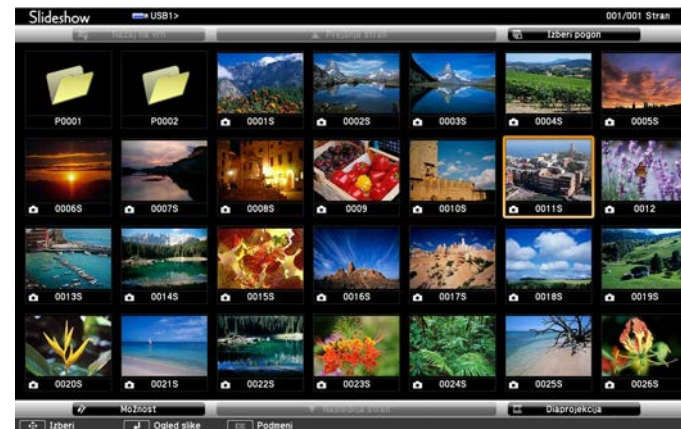 Slideshow USB1> 001/001 Stran
Nazaj na vrh Prejšnja stran Izberi pogon
P0001 P0002 0001S 0002S 0003S 0004S 0005S
0006S 0007S 0008S 0009 0010S 0011S 0012
0013S 0014S 0015S 0016S 0017S 0018S 0019S
0020S 0021S 0022S 0023S 0024S 0025S 0026S
Možnost Naslednja stran Diaprojekcija
Izberi Ogled slike Esc Podmeni